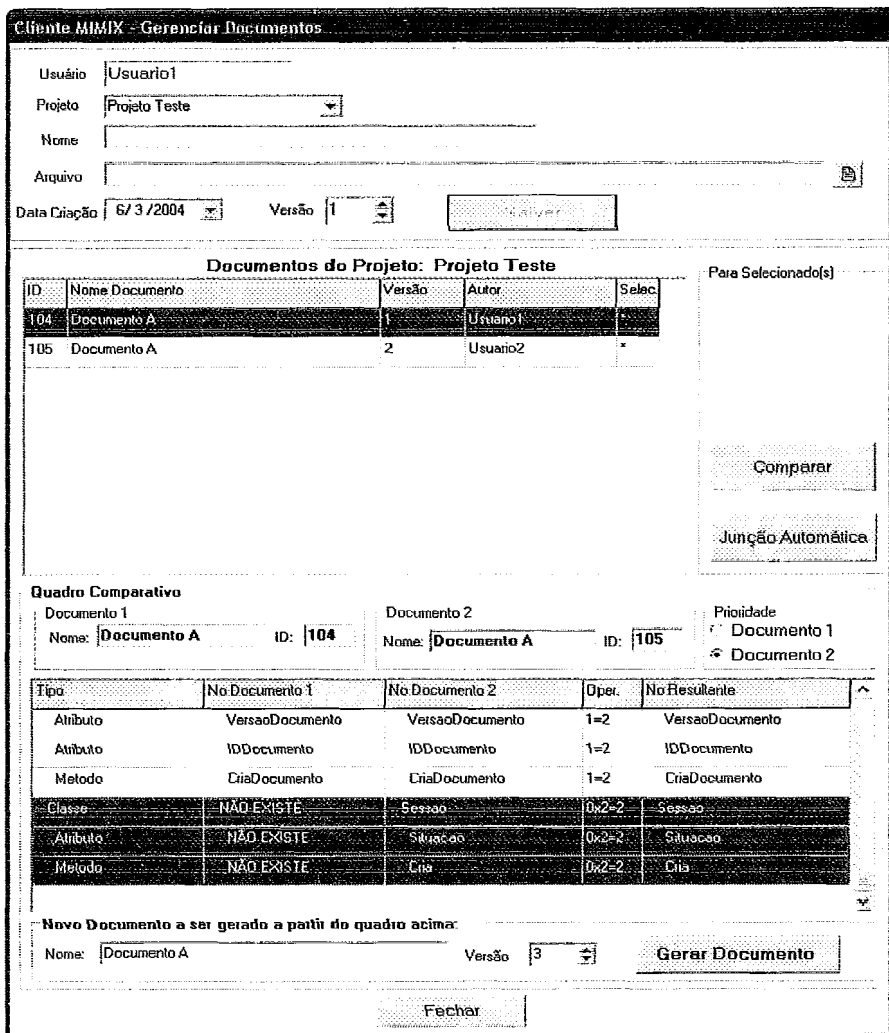 Cliente MIMIX - Gerenciar Documentos
Usuário Usuario1
Projeto Projeto Teste
Nome
Arquivo
Data Criação 6/ 3 /2004 Versão 1 Salvar
Documentos do Projeto: Projeto Teste
Para Selecionado(s)
ID Nome Documento Versão Autor Selec.
104 Documento A 1 Usuario1 *
105 Documento A 2 Usuario2 *
Comparar
Junção Automática
Quadro Comparativo
Documento 1 Documento 2 Prioridade
Nome: Documento A ID: 104 Nome: Documento A ID: 105 Documento 1
Documento 2
Tipo No Documento 1 No Documento 2 Oper. No Resultante
Atributo VersaoDocumento VersaoDocumento 1=2 VersaoDocumento
Atributo IDDocumento IDDocumento 1=2 IDDocumento
Metodo CriaDocumento CriaDocumento 1=2 CriaDocumento
Classe NÃO EXISTE Sessao 0x2=2 Sessao
Atributo NÃO EXISTE Situacao 0x2=2 Situacao
Metodo NÃO EXISTE Cria 0x2=2 Cria
Novo Documento a ser gerado a partir do quadro acima:
Nome: Documento A Versão 3 Gerar Documento
Fechar